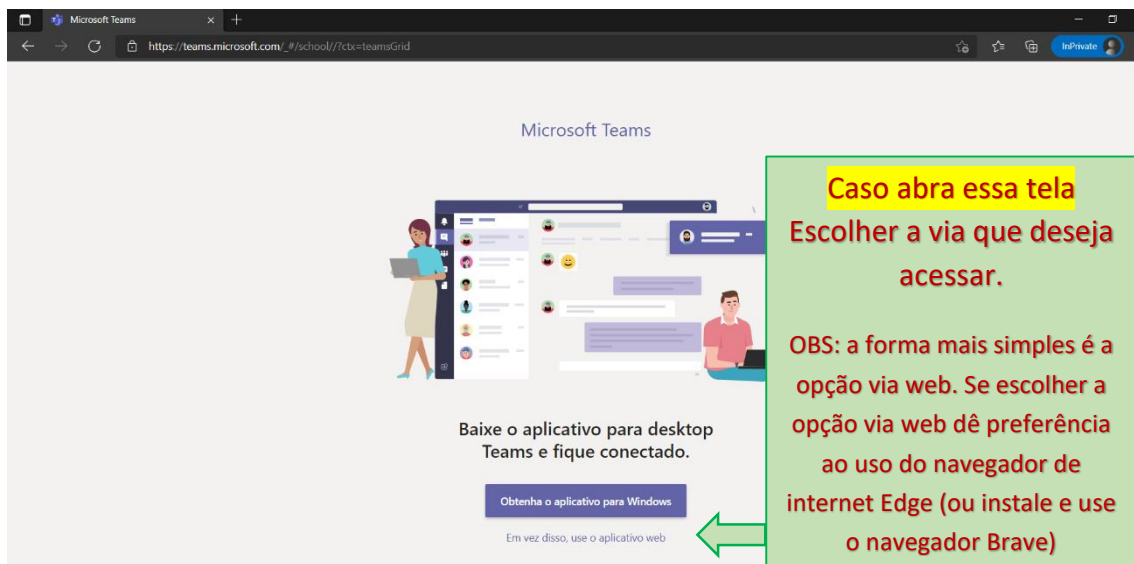 Microsoft Teams
https://teams.microsoft.com/_#/school//?ctx=teamsGrid
InPrivate
Microsoft Teams
Caso abra essa tela
Escolher a via que deseja
acessar.
OBS: a forma mais simples é a
opção via web. Se escolher a
opção via web dê preferência
ao uso do navegador de
internet Edge (ou instale e use
o navegador Brave)
Baixe o aplicativo para desktop
Teams e fique conectado.
Obtenha o aplicativo para Windows
Em vez disso, use o aplicativo web